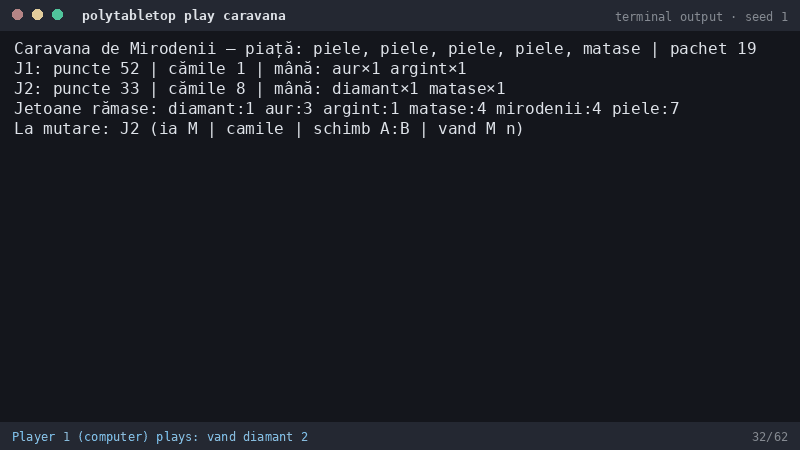 polytabletop play caravana
terminal output · seed 1
Caravana de Mirodenii — piață: piele, piele, piele, piele, matase | pachet 19
J1: puncte 52 | cămile 1 | mână: aur×1 argint×1
J2: puncte 33 | cămile 8 | mână: diamant×1 matase×1
Jetoane rămase: diamant:1 aur:3 argint:1 matase:4 mirodenii:4 piele:7
La mutare: J2 (ia M | camile | schimb A:B | vand M n)
Player 1 (computer) plays: vand diamant 2
32/62